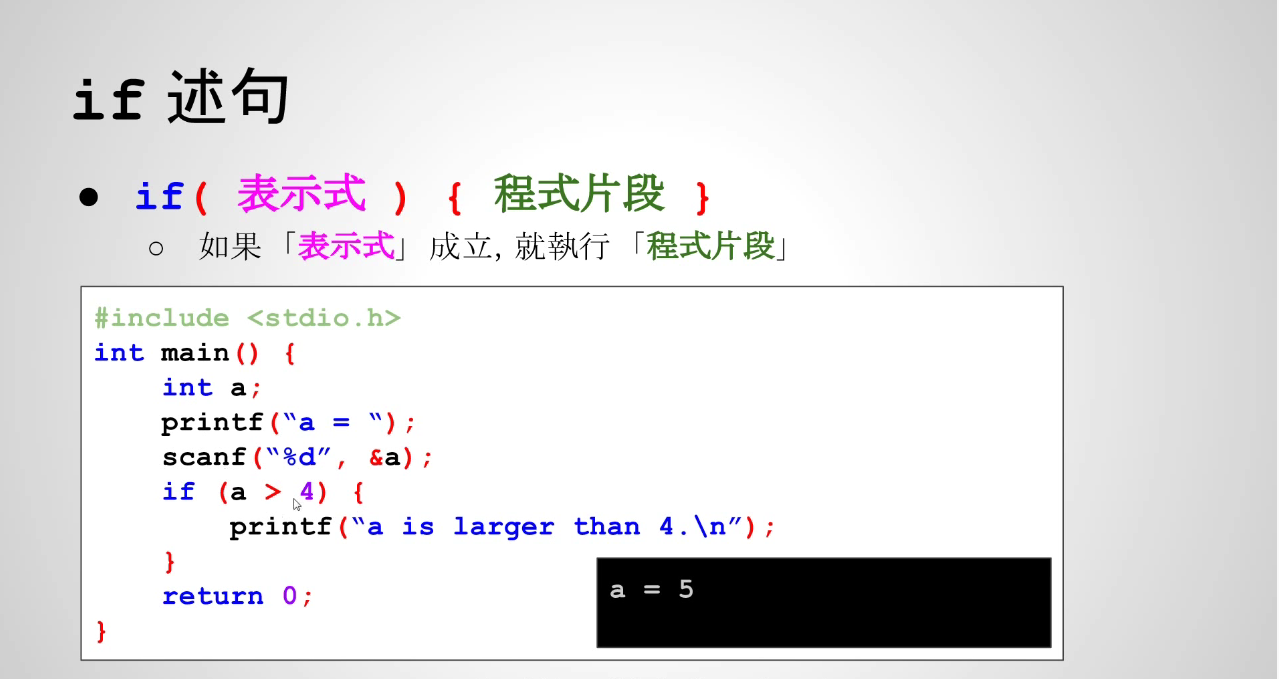 if 述句
● if( 表示式 ) { 程式片段 }
○ 如果「表示式」成立, 就執行「程式片段」
#include <stdio.h>
int main() {
    int a;
    printf(“a = “);
    scanf(“%d”, &a);
    if (a > 4) {
        printf(“a is larger than 4.\n”);
    }
    return 0;
}
a = 5